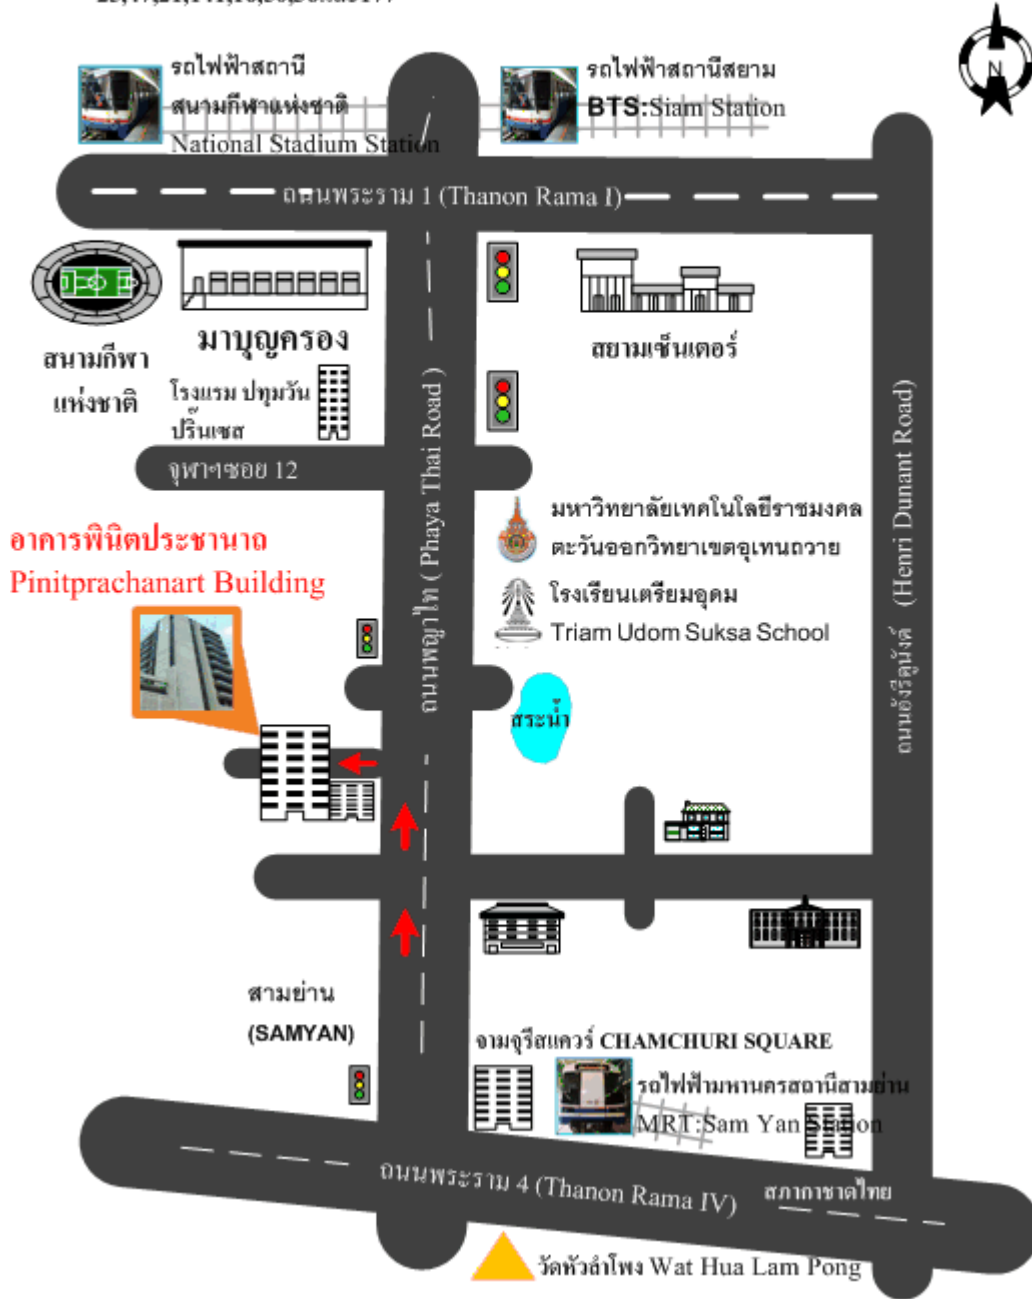 รถไฟฟ้าสถานี
สนามกีฬาแห่งชาติ
National Stadium Station
รถไฟฟ้าสถานีสยาม
BTS:Siam Station
N
ถนนพระราม 1 (Thanon Rama I)
สนามกีฬา
แห่งชาติ
มาบุญครอง
สยามเซ็นเตอร์
โรงแรม ปทุมวัน
ปริ๊นเซส
จุฬาฯซอย 12
ถนนพญาไท ( Phaya Thai Road )
ถนนอังรีดูนังต์ (Henri Dunant Road)
มหาวิทยาลัยเทคโนโลยีราชมงคล
ตะวันออกวิทยาเขตอุเทนถวาย
อาคารพินิตประชานาถ
Pinitprachanart Building
โรงเรียนเตรียมอุดม
Triam Udom Suksa School
สระน้ำ
สามย่าน
(SAMYAN)
จามจุรีสแควร์ CHAMCHURI SQUARE
รถไฟฟ้ามหานครสถานีสามย่าน
MRT:Sam Yan Station
ถนนพระราม 4 (Thanon Rama IV)
สภากาชาดไทย
วัดหัวลำโพง Wat Hua Lam Pong